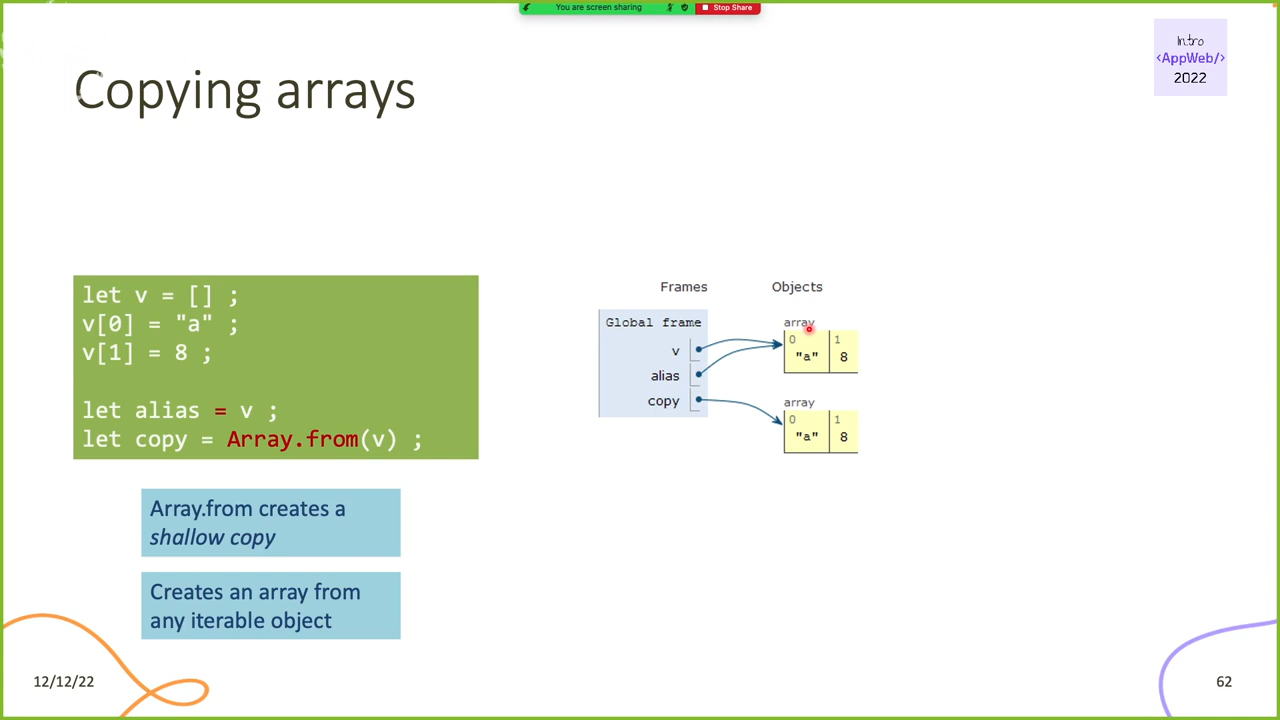 You are screen sharing
Stop Share
Intro
<AppWeb/>
2022
Copying arrays
let v = [] ;
v[0] = "a" ;
v[1] = 8 ;
let alias = v ;
let copy = Array.from(v) ;
Array.from creates a
shallow copy
Creates an array from
any iterable object
Frames Objects
Global frame
v
alias
copy
array
0 1
"a" 8
array
0 1
"a" 8
12/12/22
62